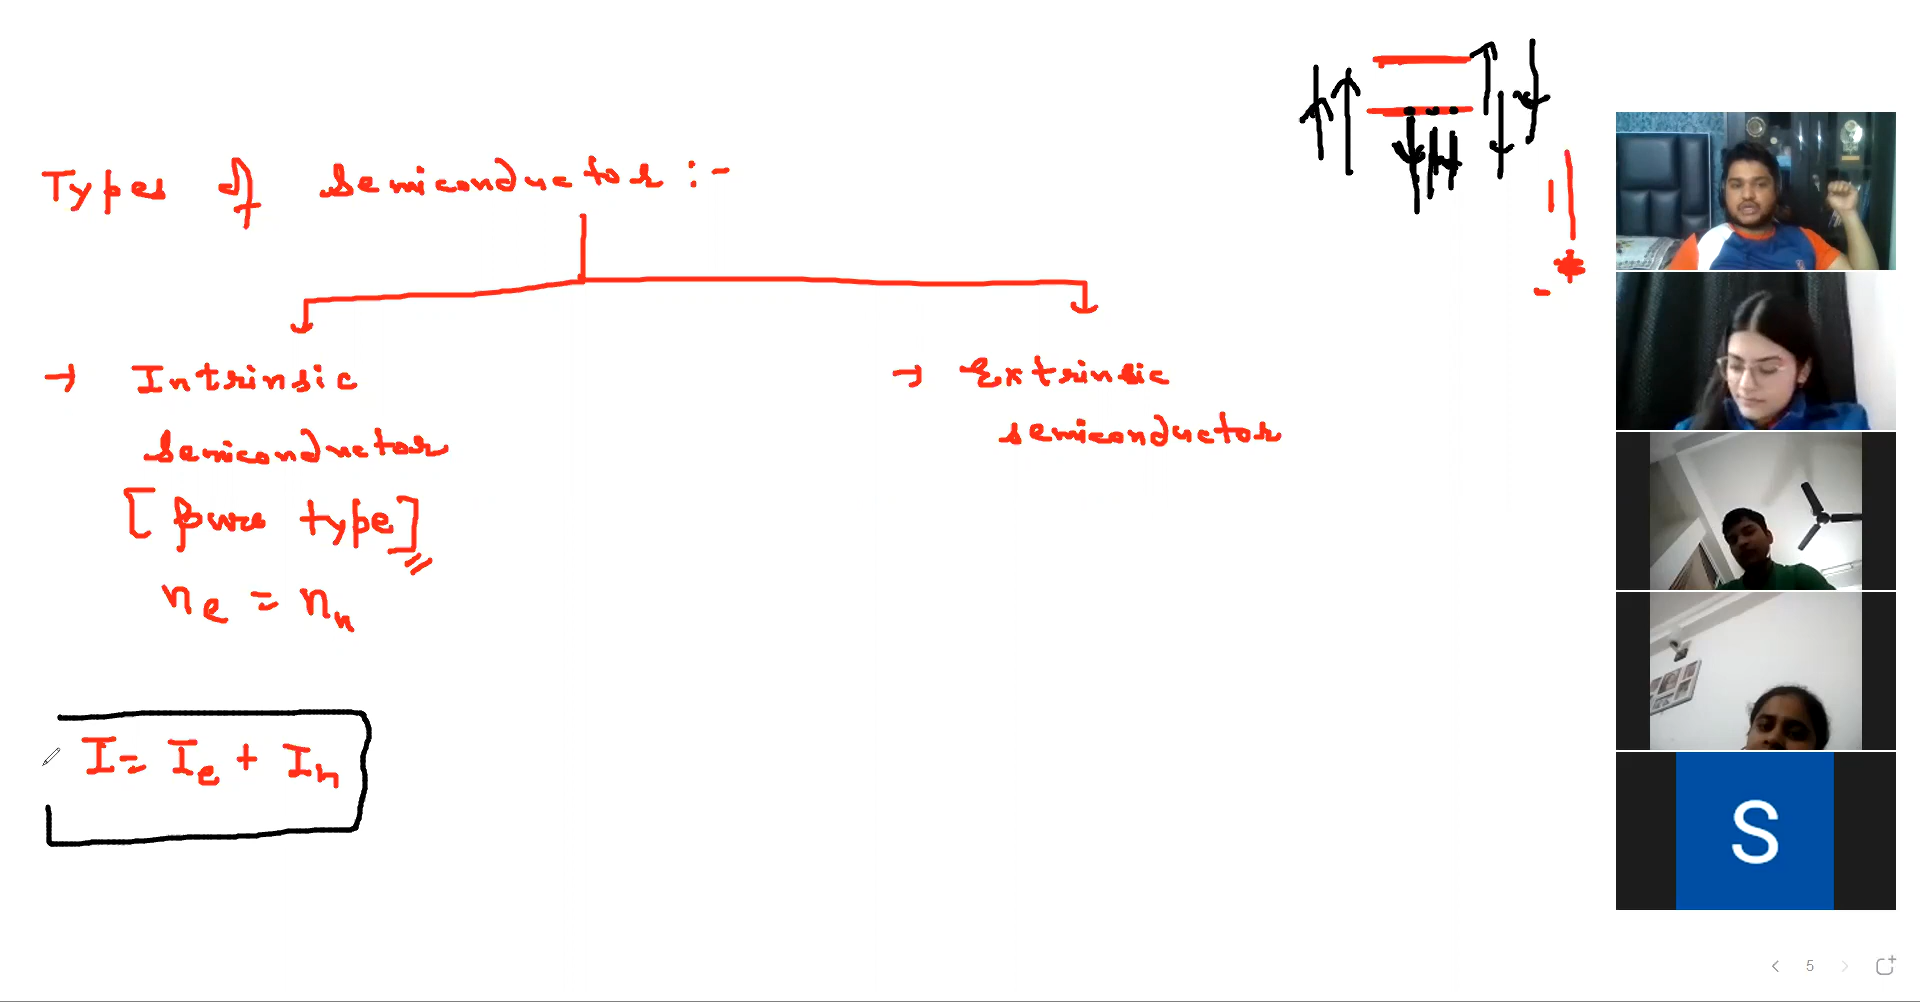 Types of Semiconductor :-
→ Intrinsic
Semiconductor
[ pure type ]
ne = nh
I = Ie + Ih
→ Extrinsic
semiconductor
S
5